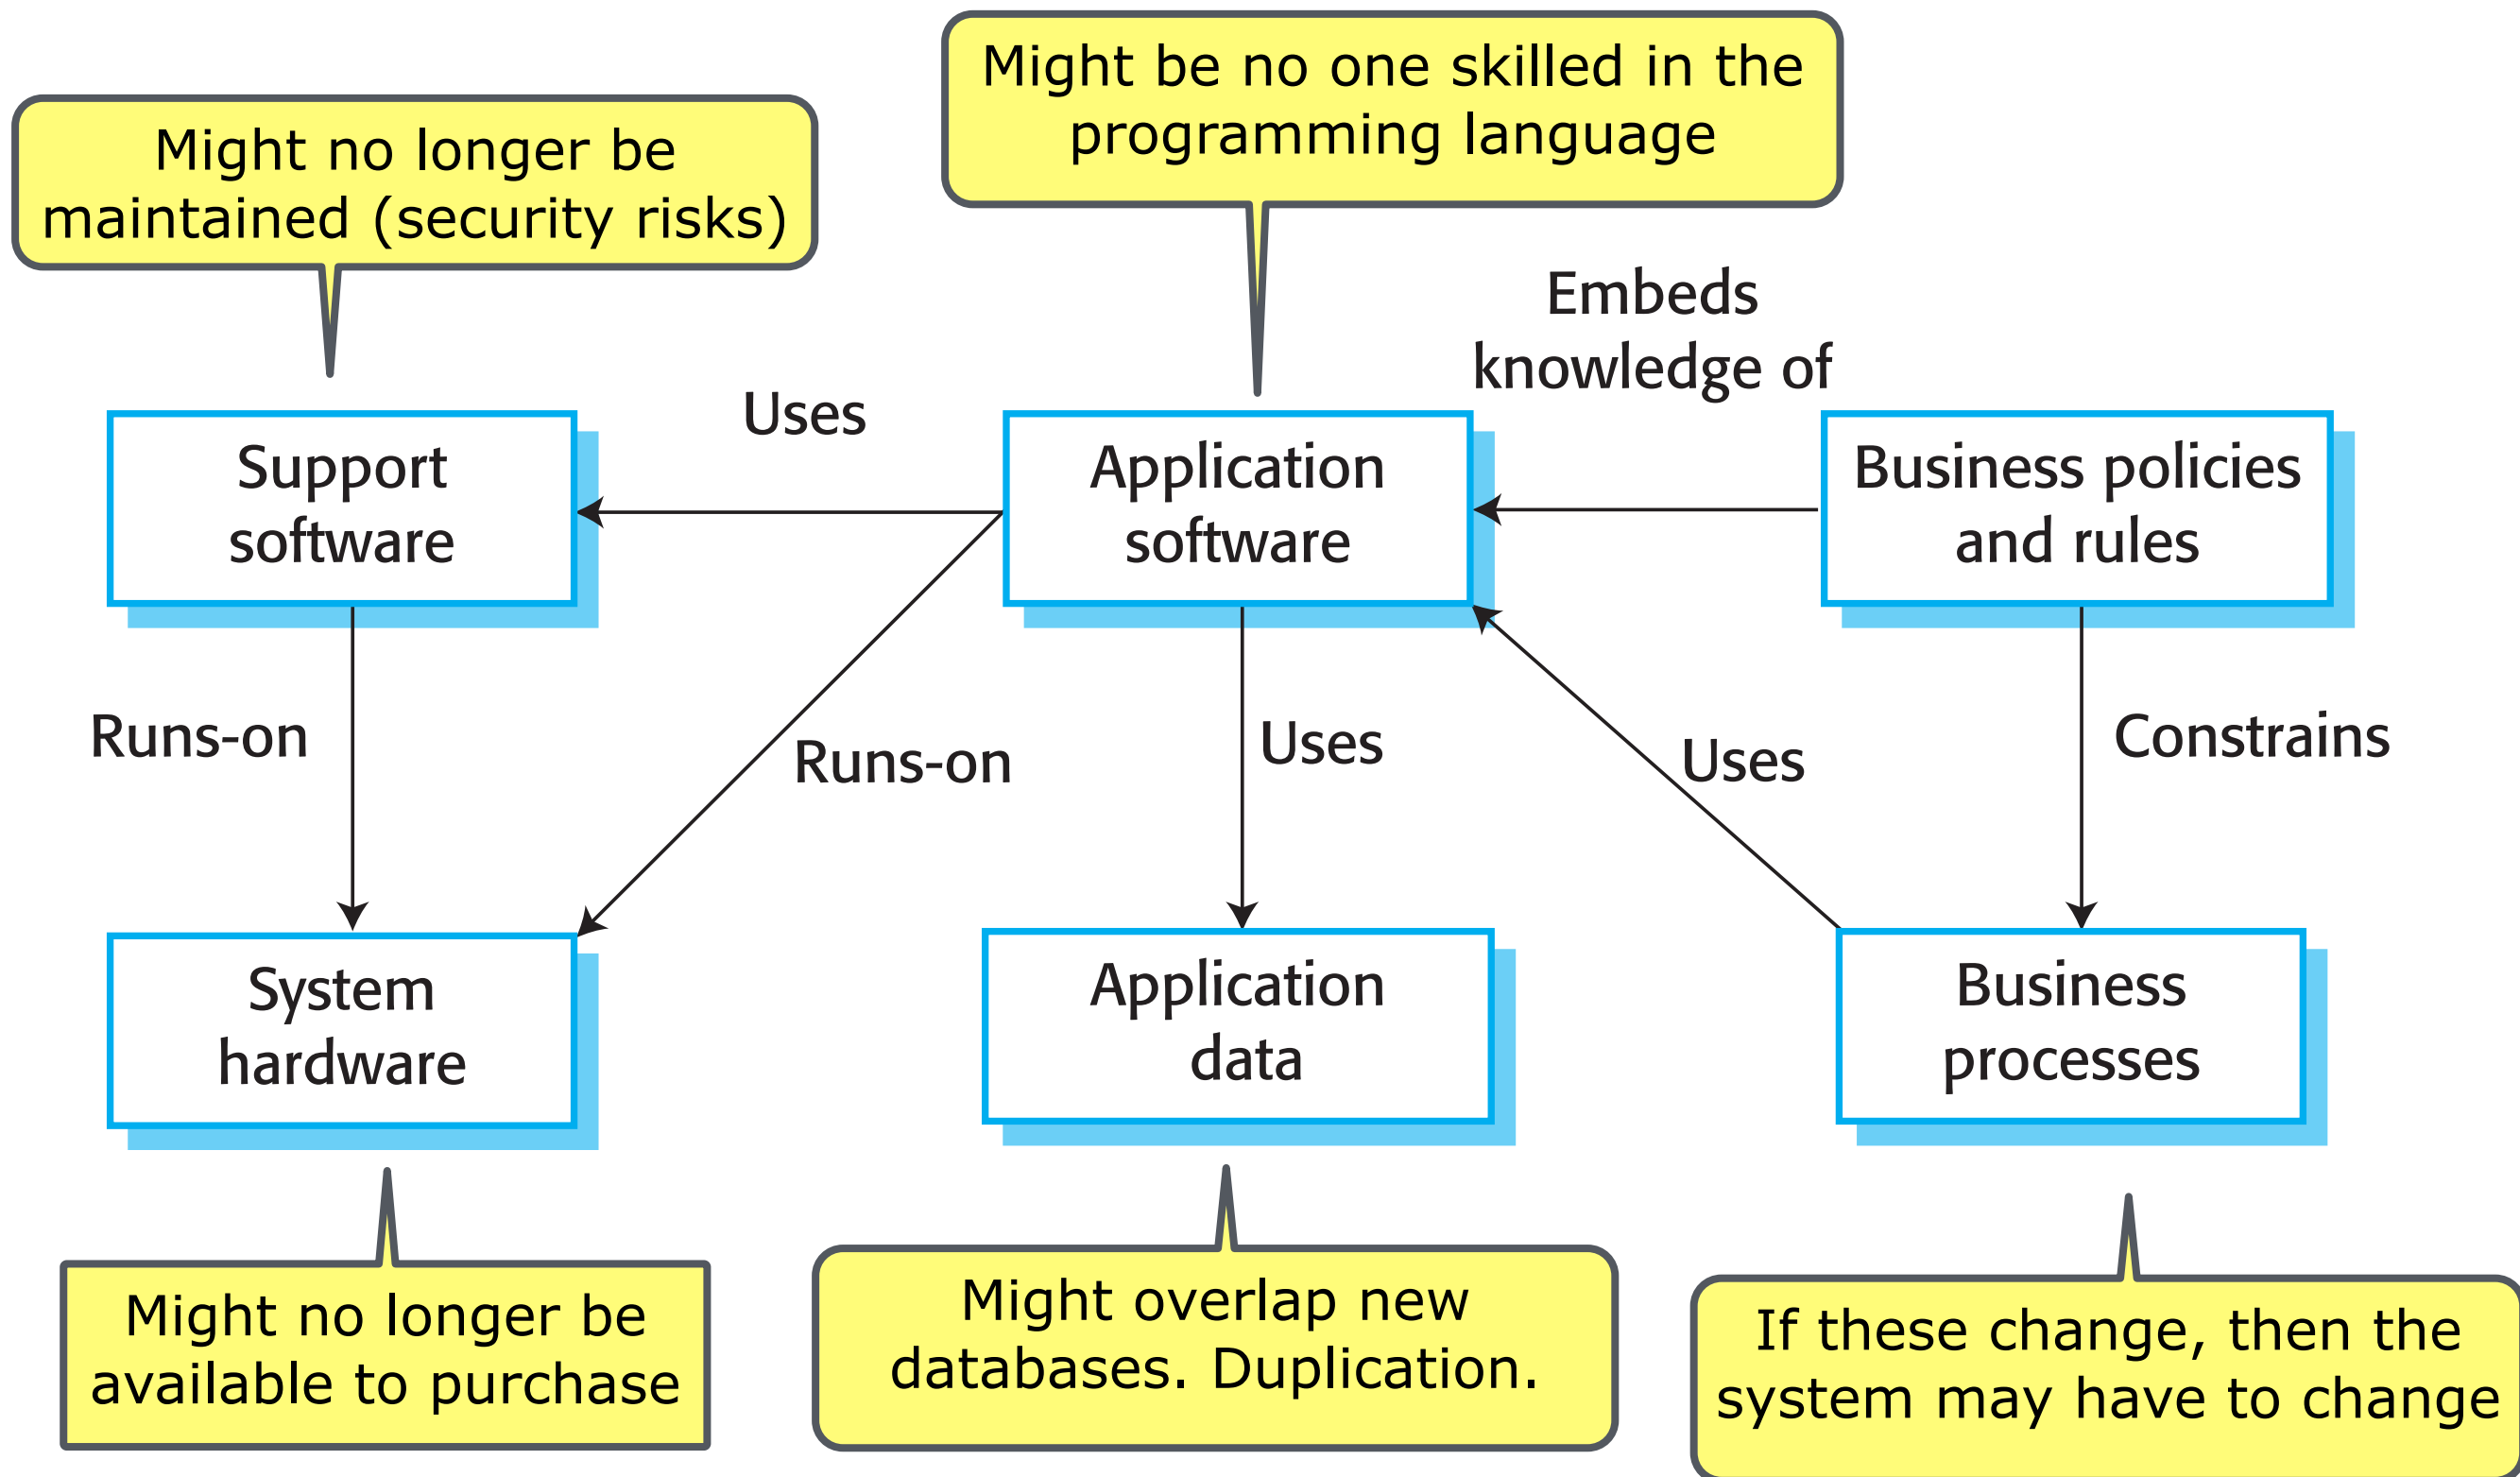 Might be no one skilled in the
programming language
Might no longer be
maintained (security risks)
Embeds
knowledge of
Uses
Support
software
Application
software
Business policies
and rules
Runs-on
Runs-on
Uses
Uses
Constrains
System
hardware
Application
data
Business
processes
Might no longer be
available to purchase
Might overlap new
databases. Duplication.
If these change, then the
system may have to change